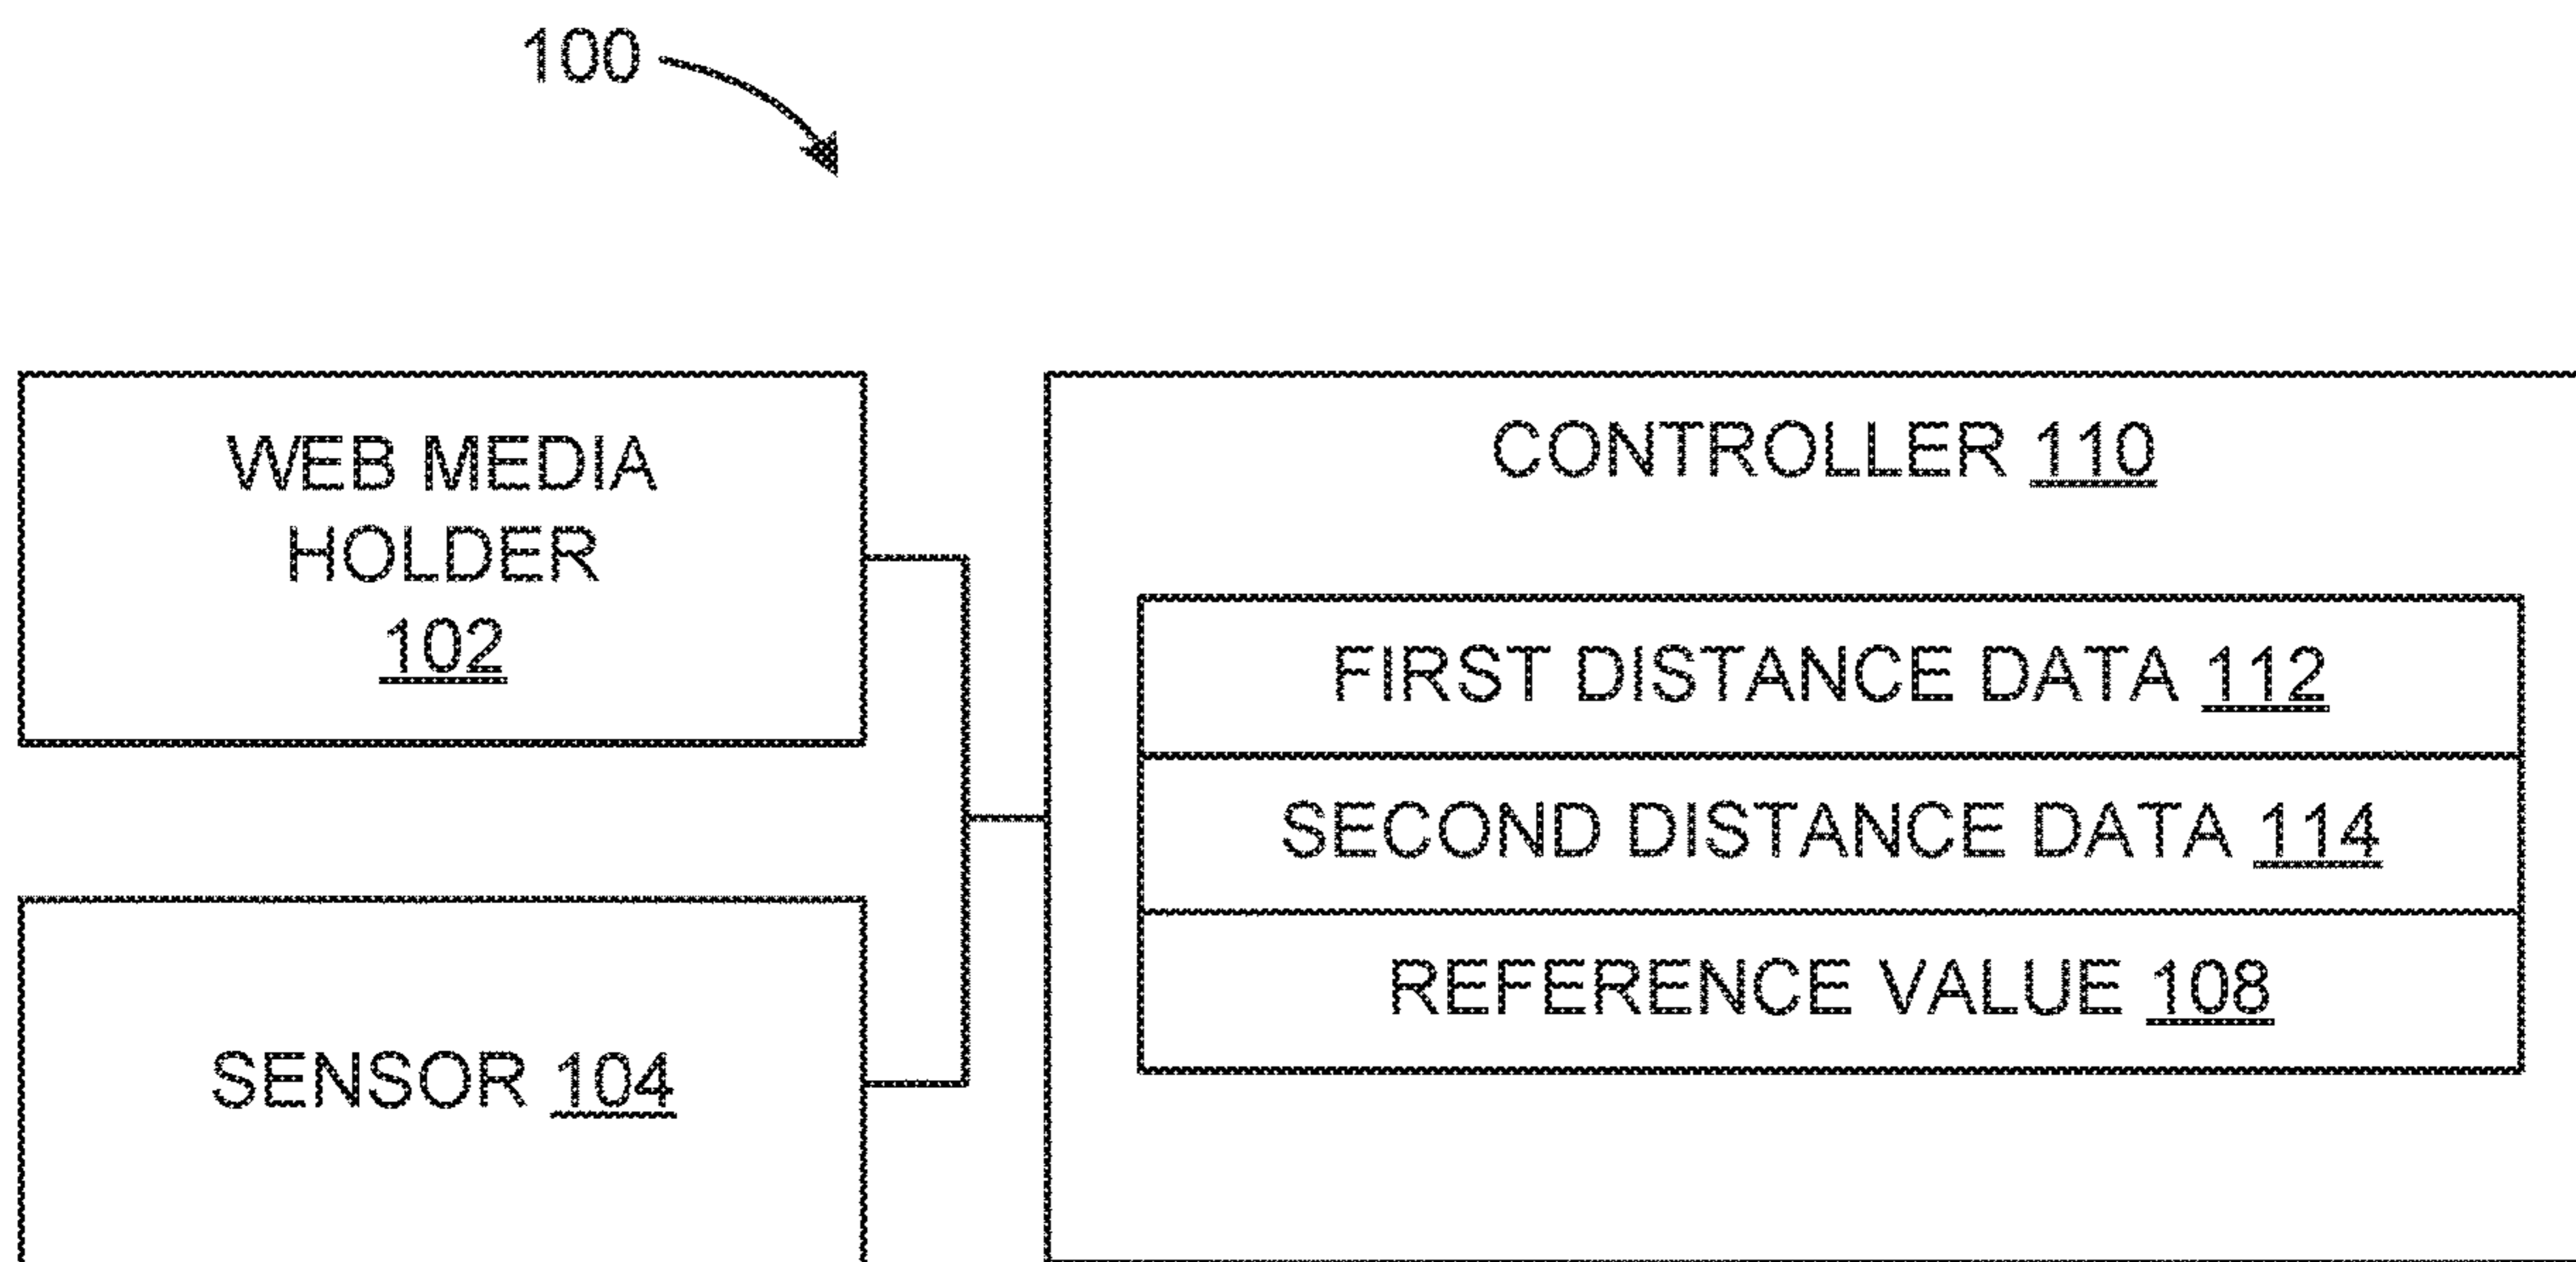 100
WEB MEDIA
HOLDER
102
SENSOR 104
CONTROLLER 110
FIRST DISTANCE DATA 112
SECOND DISTANCE DATA 114
REFERENCE VALUE 108